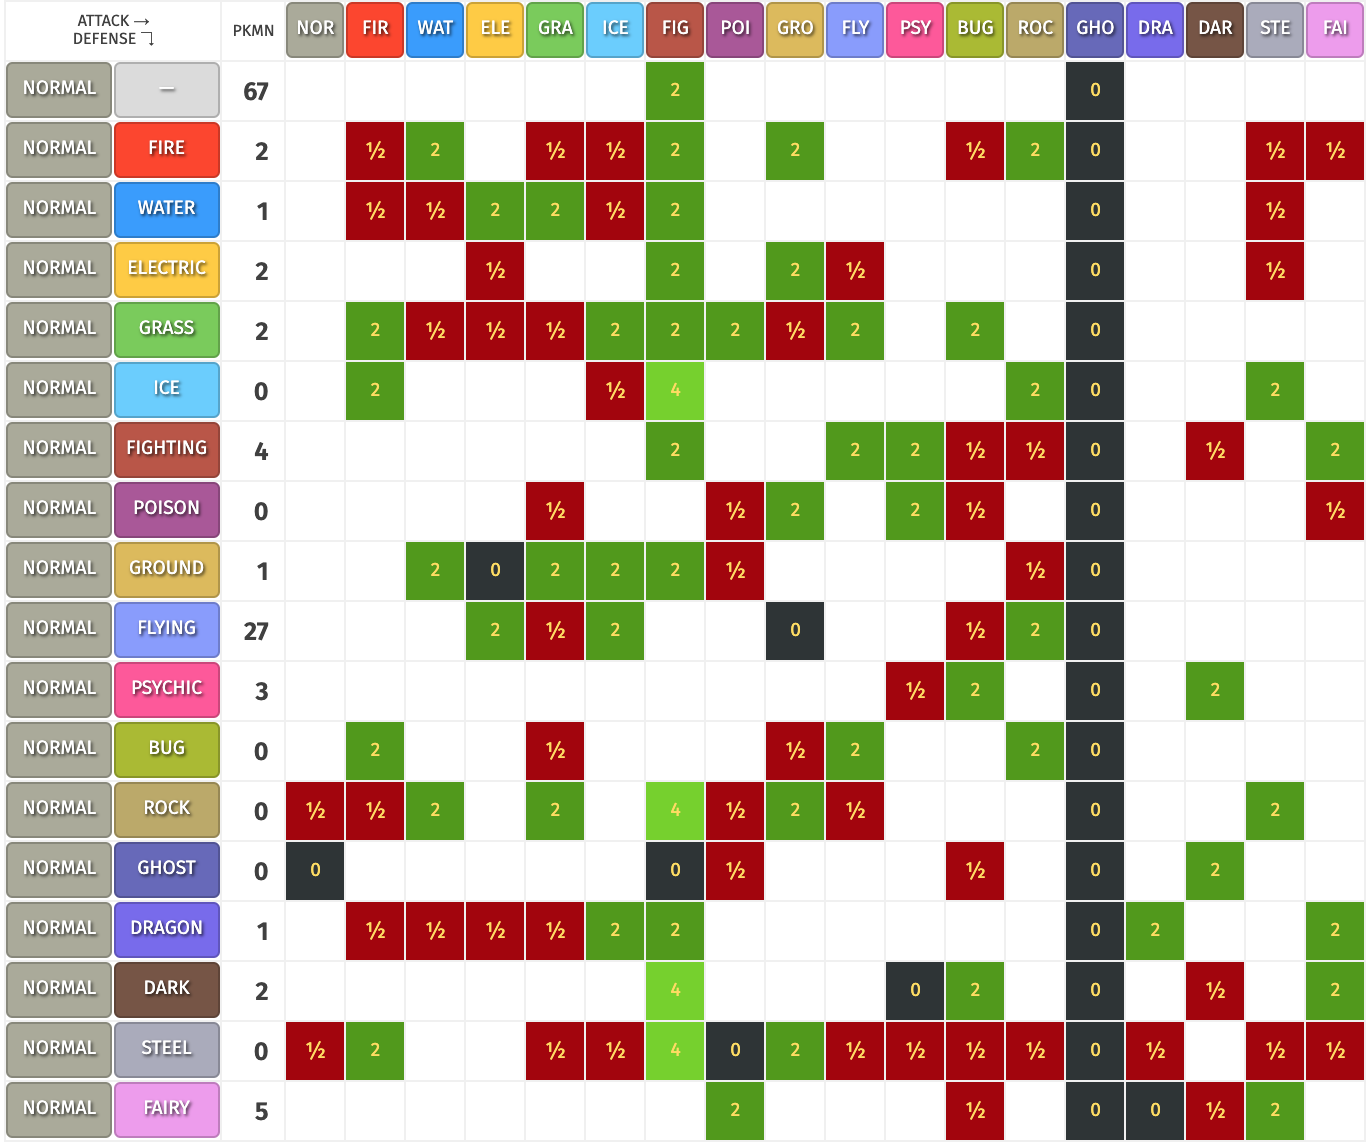 ATTACK → PKMN NOR FIR WAT ELE GRA ICE FIG POI GRO FLY PSY BUG ROC GHO DRA DAR STE FAI
DEFENSE ↴
NORMAL — 67 2 0
NORMAL FIRE 2 ½ 2 ½ ½ 2 2 ½ 2 0 ½ ½
NORMAL WATER 1 ½ ½ 2 2 ½ 2 0 ½
NORMAL ELECTRIC 2 ½ 2 2 ½ 0 ½
NORMAL GRASS 2 2 ½ ½ ½ 2 2 2 ½ 2 2 0
NORMAL ICE 0 2 ½ 4 2 0 2
NORMAL FIGHTING 4 2 2 2 ½ ½ 0 ½ 2
NORMAL POISON 0 ½ ½ 2 2 ½ 0 ½
NORMAL GROUND 1 2 0 2 2 2 ½ ½ 0
NORMAL FLYING 27 2 ½ 2 0 ½ 2 0
NORMAL PSYCHIC 3 ½ 2 0 2
NORMAL BUG 0 2 ½ ½ 2 2 0
NORMAL ROCK 0 ½ ½ 2 2 4 ½ 2 ½ 0 2
NORMAL GHOST 0 0 0 ½ ½ 0 2
NORMAL DRAGON 1 ½ ½ ½ ½ 2 2 0 2 2
NORMAL DARK 2 4 0 2 0 ½ 2
NORMAL STEEL 0 ½ 2 ½ ½ 4 0 2 ½ ½ ½ ½ 0 ½ ½ ½
NORMAL FAIRY 5 2 ½ 0 0 ½ 2